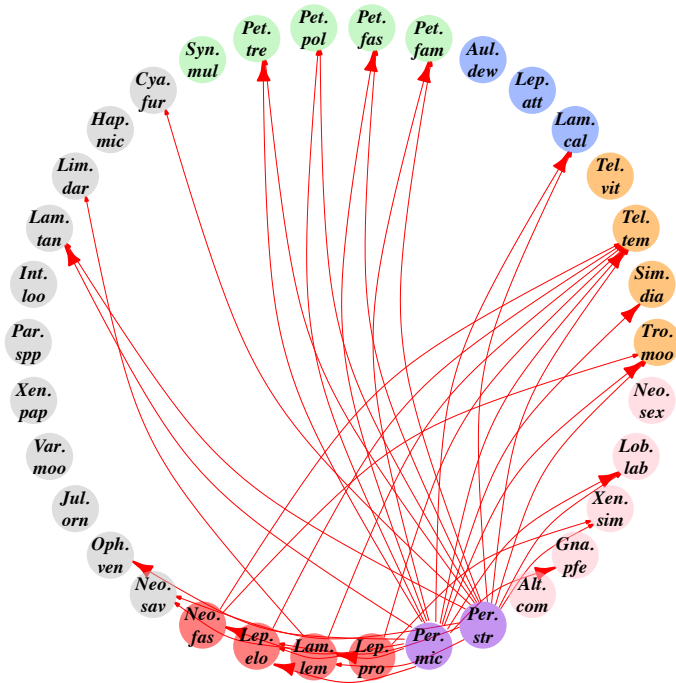 Pet.
pol
Pet.
fas
Pet.
fam
Aul.
dew
Lep.
att
Lam.
cal
Tel.
vit
Tel.
tem
Sim.
dia
Tro.
moo
Neo.
sex
Lob.
lab
Xen.
sim
Gna.
pfe
Alt.
com
Per.
str
Per.
mic
Lep.
pro
Lam.
lem
Lep.
elo
Neo.
fas
Neo.
sav
Oph.
ven
Jul.
orn
Var.
moo
Xen.
pap
Par.
spp
Int.
loo
Lam.
tan
Lim.
dar
Hap.
mic
Cya.
fur
Syn.
mul
Pet.
tre